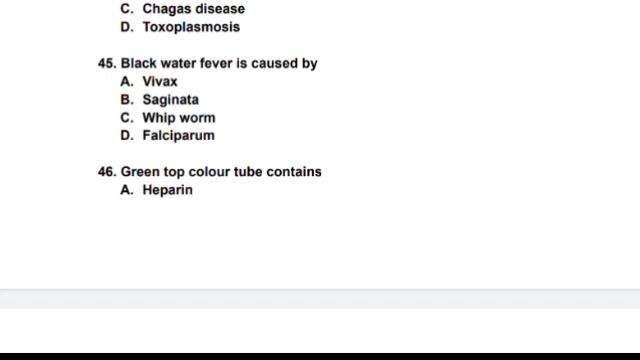 C. Chagas disease
D. Toxoplasmosis
45. Black water fever is caused by
A. Vivax
B. Saginata
C. Whip worm
D. Falciparum
46. Green top colour tube contains
A. Heparin